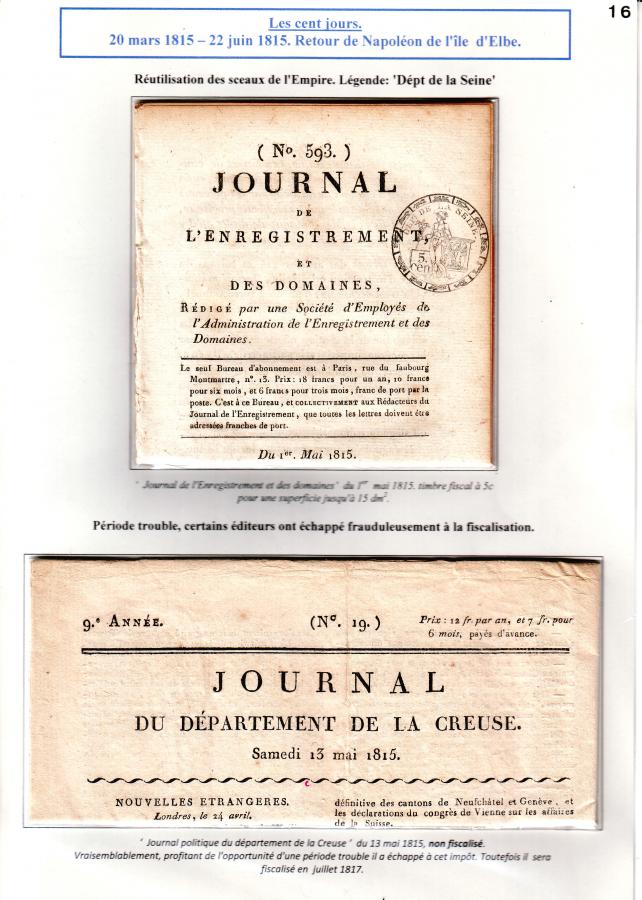 16
Les cent jours.
20 mars 1815 – 22 juin 1815. Retour de Napoléon de l'île d'Elbe.
Réutilisation des sceaux de l'Empire. Légende: 'Dépt de la Seine'
( No. 593. )
JOURNAL
DE
L'ENREGISTREMENT,
ET
DES DOMAINES,
RÉDIGÉ par une Société d'Employés de
l'Administration de l'Enregistrement et des
Domaines.
DE LA SEINE.
5.
cent.
Le seul Bureau d'abonnement est à Paris, rue du faubourg
Montmartre, n°. 13. Prix: 18 francs pour un an, 10 francs
pour six mois, et 6 francs pour trois mois, franc de port par la
poste. C'est à ce Bureau, et COLLECTIVEMENT aux Rédacteurs du
Journal de l'Enregistrement, que toutes les lettres doivent être
adressées franches de port.
Du 1er. Mai 1815.
' Journal de l'Enregistrement et des domaines' du 1er mai 1815. timbre fiscal à 5c
pour une superficie jusqu'à 15 dm².
Période trouble, certains éditeurs ont échappé frauduleusement à la fiscalisation.
9.e ANNÉE.
(No. 19.)
Prix : 12 fr. par an, et 7 fr. pour
6 mois, payés d'avance.
JOURNAL
DU DÉPARTEMENT DE LA CREUSE.
Samedi 13 mai 1815.
NOUVELLES ETRANGERES.
Londres, le 24 avril.
définitive des cantons de Neufchâtel et Genève, et
les déclarations du congrès de Vienne sur les affaires
de la Suisse.
' Journal politique du département de la Creuse ' du 13 mai 1815, non fiscalisé.
Vraisemblablement, profitant de l'opportunité d'une période trouble il a échappé à cet impôt. Toutefois il sera
fiscalisé en juillet 1817.